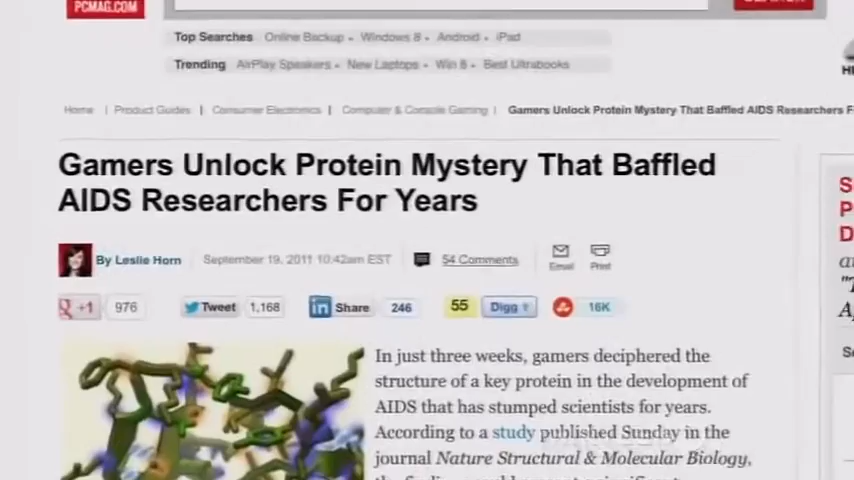 PCMAG.COM
Top Searches Online Backup Windows 8 Android iPad
Trending AirPlay Speakers New Laptops Win 8 Best Ultrabooks
Home | Product Guides | Consumer Electronics | Computer & Console Gaming | Gamers Unlock Protein Mystery That Baffled AIDS Researchers F
Gamers Unlock Protein Mystery That Baffled
AIDS Researchers For Years
By Leslie Horn September 19, 2011 10:42am EST 54 Comments Email Print
+1 976 Tweet 1,168 in Share 246 55 Digg 16K
In just three weeks, gamers deciphered the
structure of a key protein in the development of
AIDS that has stumped scientists for years.
According to a study published Sunday in the
journal Nature Structural & Molecular Biology,